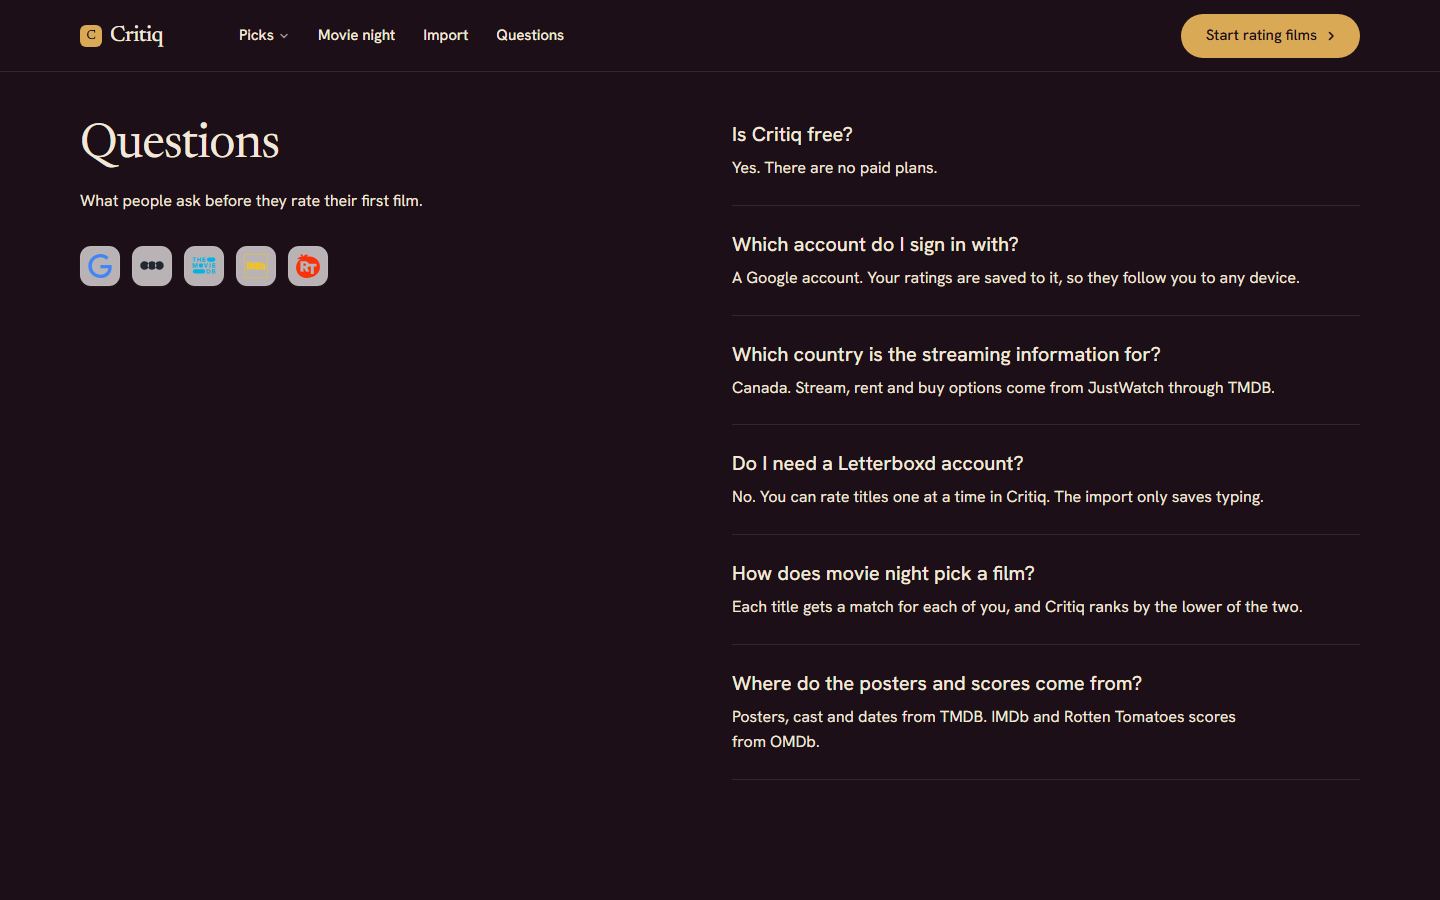 C Critiq
Picks
Movie night
Import
Questions
Start rating films
Questions
What people ask before they rate their first film.
G
THE
MOVIE
DB
RT
Is Critiq free?
Yes. There are no paid plans.
Which account do I sign in with?
A Google account. Your ratings are saved to it, so they follow you to any device.
Which country is the streaming information for?
Canada. Stream, rent and buy options come from JustWatch through TMDB.
Do I need a Letterboxd account?
No. You can rate titles one at a time in Critiq. The import only saves typing.
How does movie night pick a film?
Each title gets a match for each of you, and Critiq ranks by the lower of the two.
Where do the posters and scores come from?
Posters, cast and dates from TMDB. IMDb and Rotten Tomatoes scores
from OMDb.